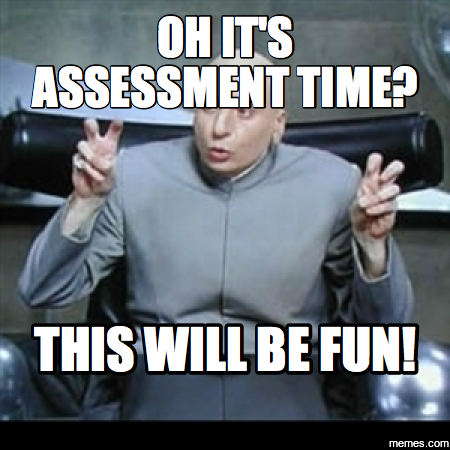 OH IT'S
ASSESSMENT TIME?
THIS WILL BE FUN!
memes.com